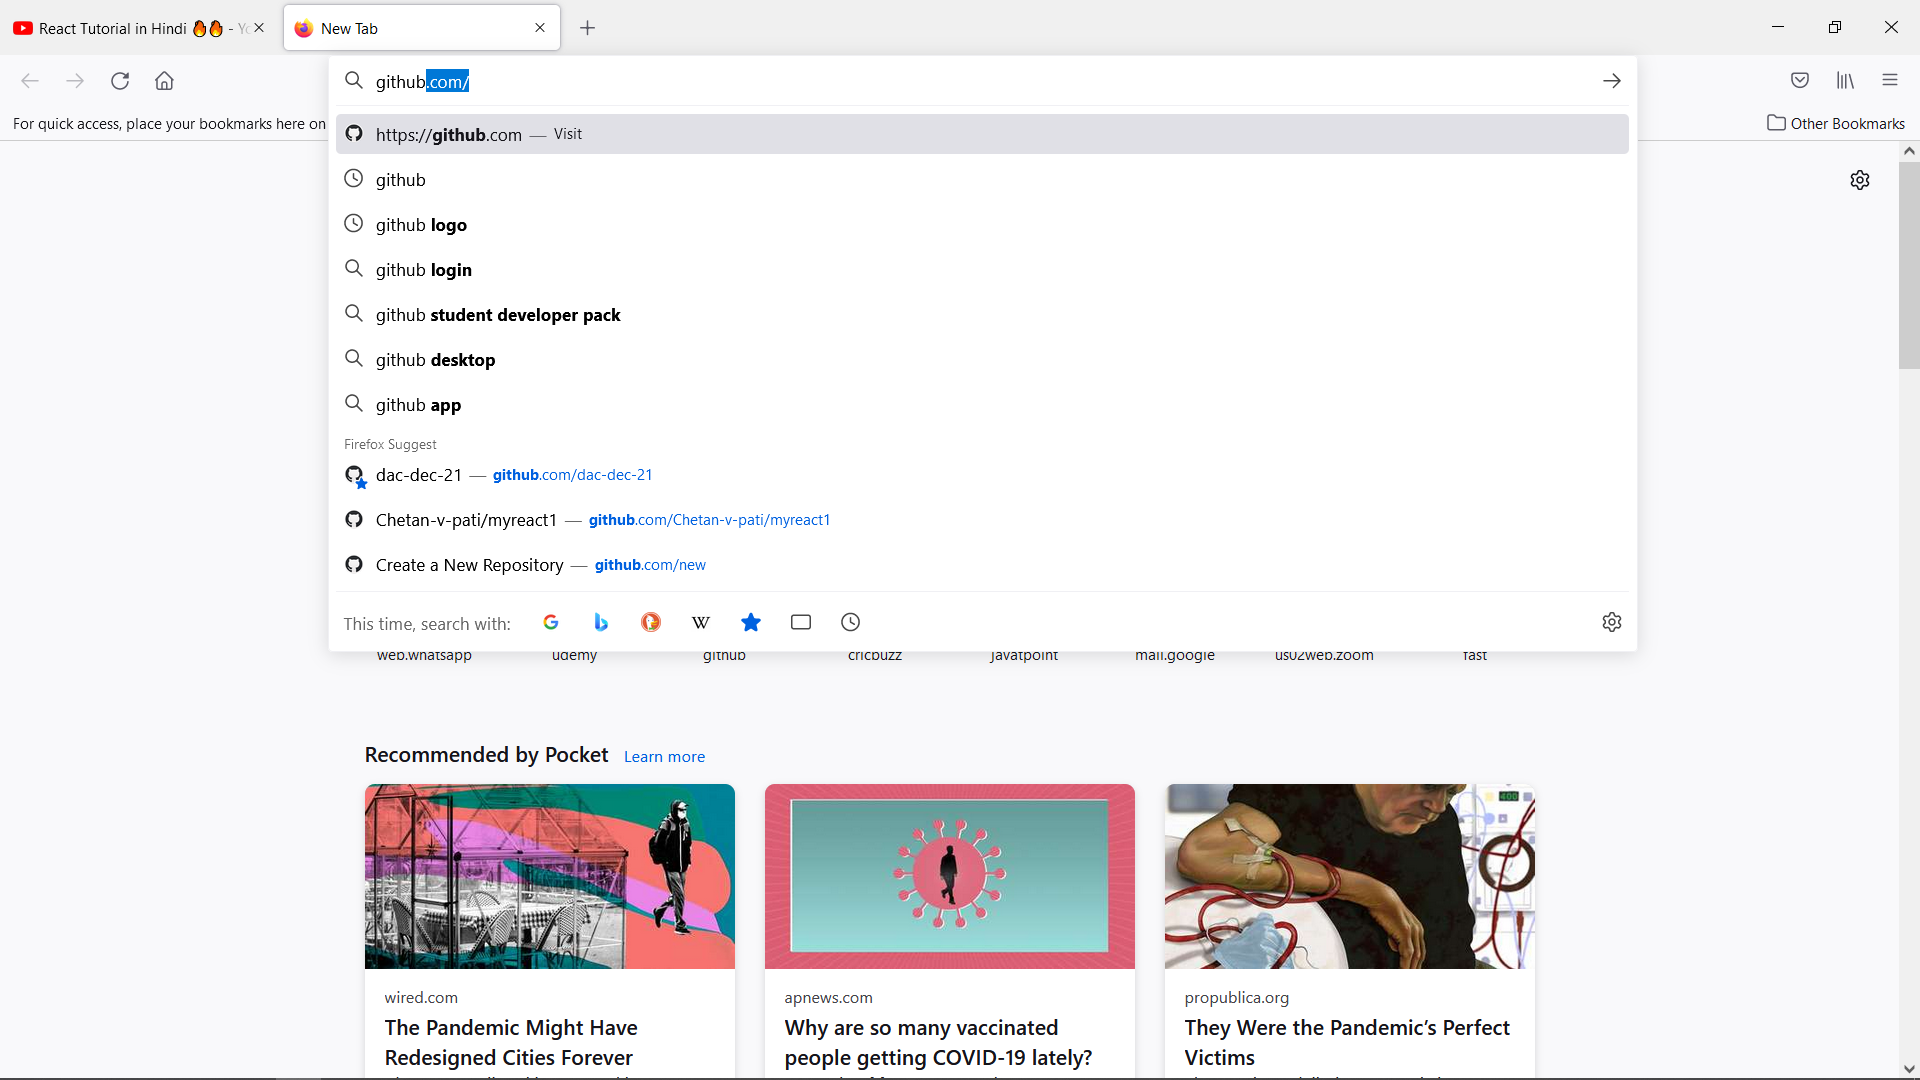 React Tutorial in Hindi 🔥🔥 - Yo
New Tab
github.com/
For quick access, place your bookmarks here on
Other Bookmarks
https://github.com — Visit
github
github logo
github login
github student developer pack
github desktop
github app
Firefox Suggest
dac-dec-21 — github.com/dac-dec-21
Chetan-v-pati/myreact1 — github.com/Chetan-v-pati/myreact1
Create a New Repository — github.com/new
This time, search with:
web.whatsapp udemy github cricbuzz javatpoint mail.google us02web.zoom fast
Recommended by Pocket Learn more
wired.com
The Pandemic Might Have
Redesigned Cities Forever
apnews.com
Why are so many vaccinated
people getting COVID-19 lately?
propublica.org
They Were the Pandemic’s Perfect
Victims